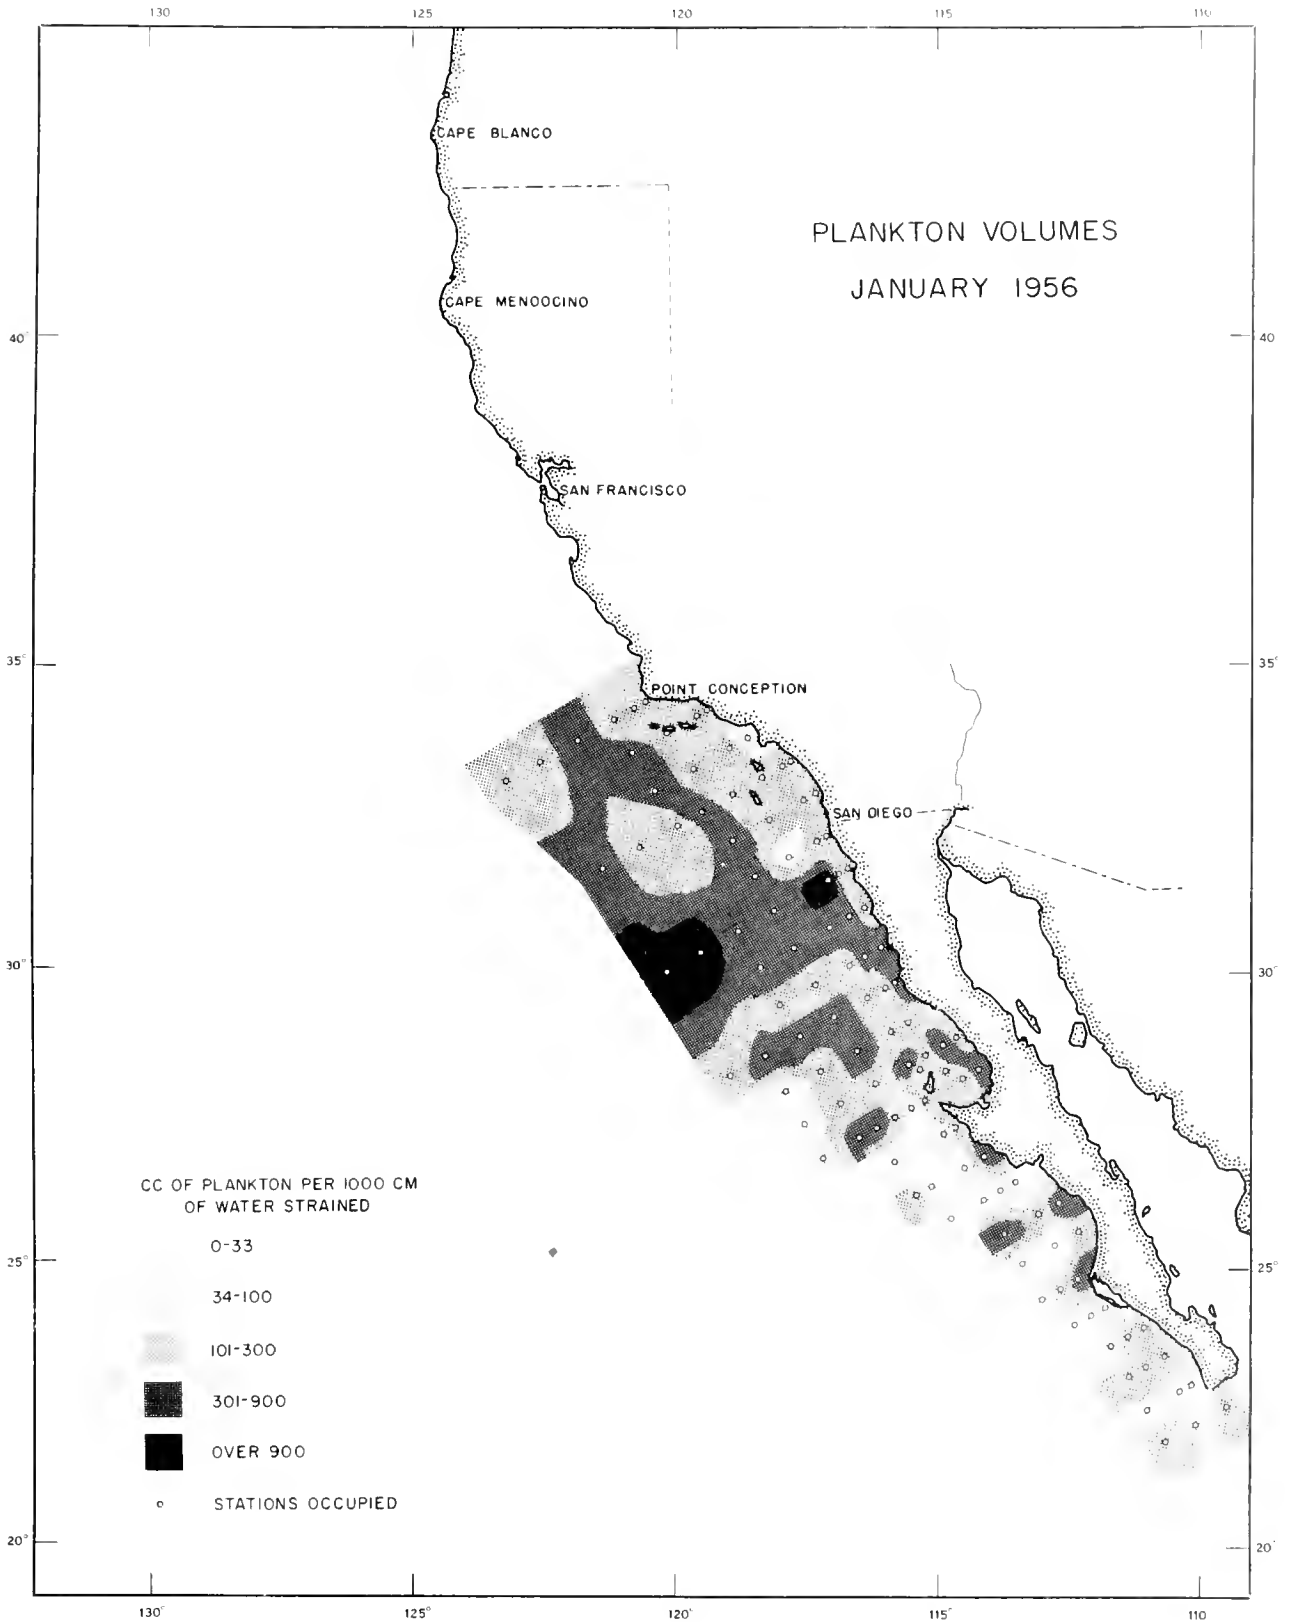 130
125
120
115
110
CAPE BLANCO
PLANKTON VOLUMES
JANUARY 1956
CAPE MENDOCINO
40°
40
SAN FRANCISCO
35°
35°
POINT CONCEPTION
SAN DIEGO
30°
30°
CC OF PLANKTON PER 1000 CM
OF WATER STRAINED
0-33
25°
25°
34-100
101-300
301-900
OVER 900
STATIONS OCCUPIED
20°
20°
130°
125°
120°
115°
110